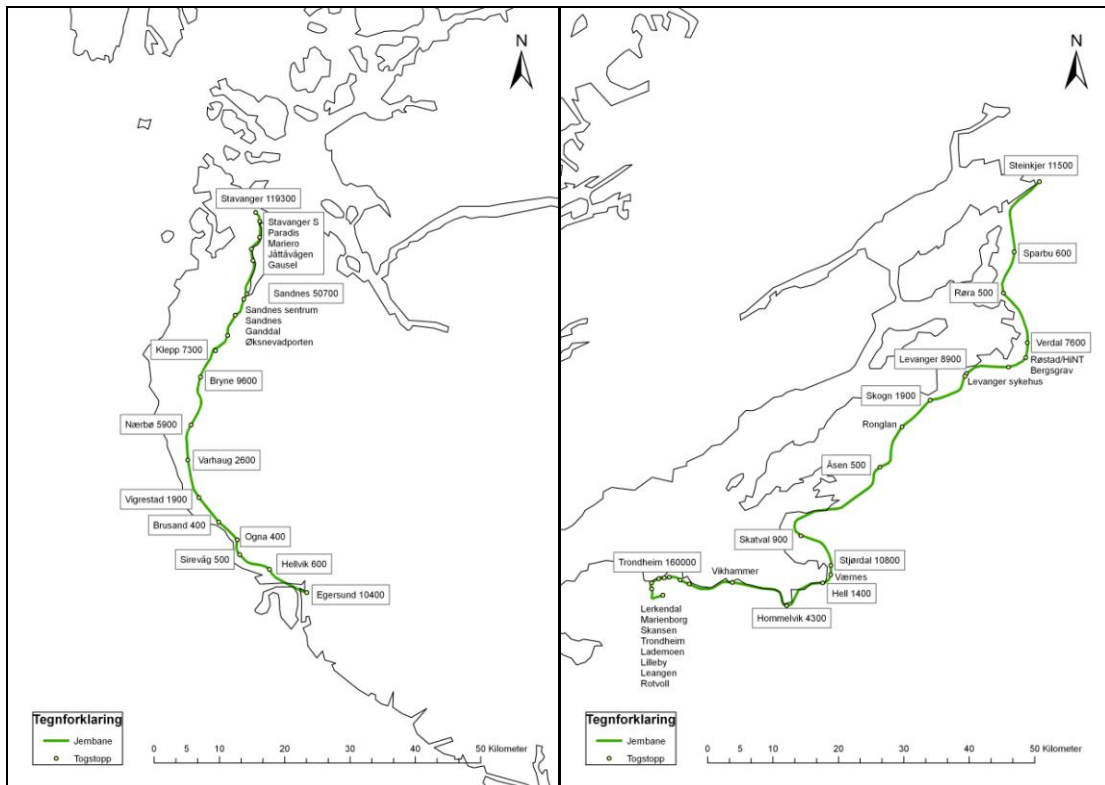 N
Stavanger 119300
Stavanger S
Paradis
Mariero
Jåttåvågen
Gausel
Sandnes 50700
Sandnes sentrum
Sandnes
Ganddal
Øksnevadporten
Klepp 7300
Bryne 9600
Nærbø 5900
Varhaug 2600
Vigrestad 1900
Brusand 400
Ogna 400
Sirevåg 500
Hellvik 600
Egersund 10400
Tegnforklaring
Jernbane
Togstopp
0 5 10 20 30 40 50 Kilometer
N
Steinkjer 11500
Sparbu 600
Røra 500
Verdal 7600
Røstad/HiNT
Bergsgrav
Levanger 8900
Levanger sykehus
Skogn 1900
Ronglan
Åsen 500
Skatval 900
Stjørdal 10800
Værnes
Hell 1400
Trondheim 160000
Vikhammer
Hommelvik 4300
Lerkendal
Marienborg
Skansen
Trondheim
Lademoen
Lilleby
Leangen
Rotvoll
Tegnforklaring
Jernbane
Togstopp
0 5 10 20 30 40 50 Kilometer